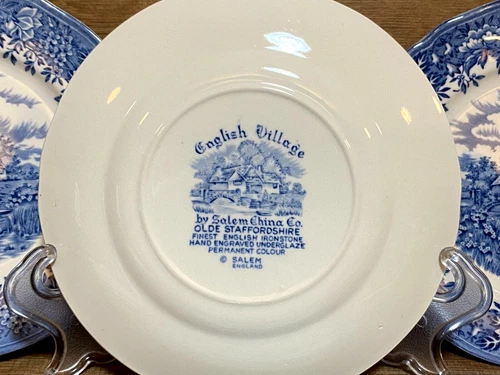 English Village
by Salem China Co.
OLDE STAFFORDSHIRE
FINEST ENGLISH IRONSTONE
HAND ENGRAVED UNDERGLAZE
PERMANENT COLOUR
© SALEM
ENGLAND